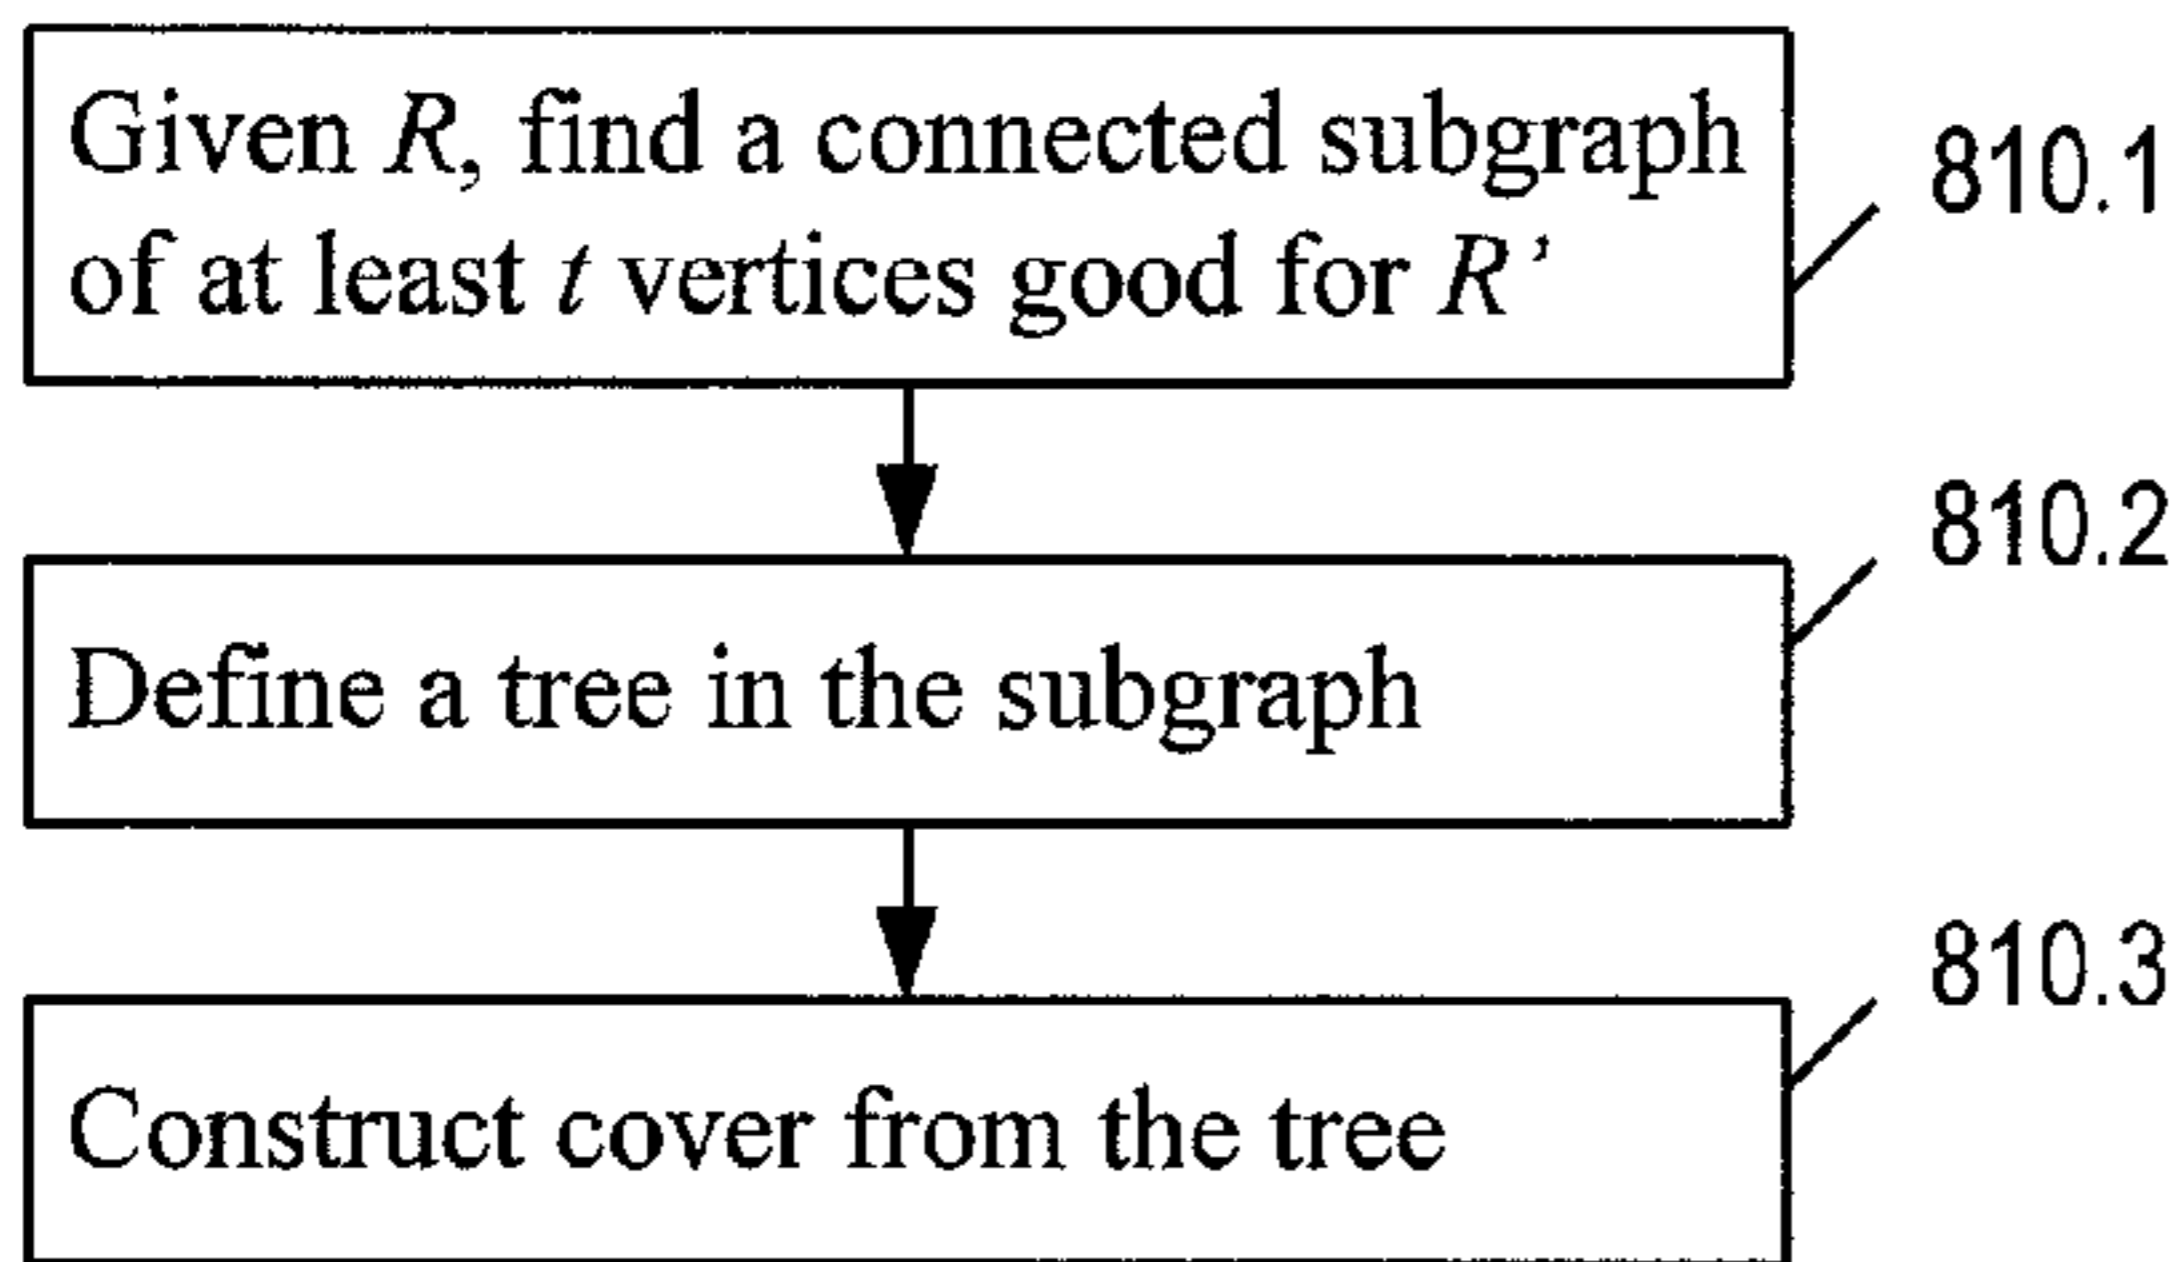 Given R, find a connected subgraph
of at least t vertices good for R’
810.1
Define a tree in the subgraph
810.2
Construct cover from the tree
810.3